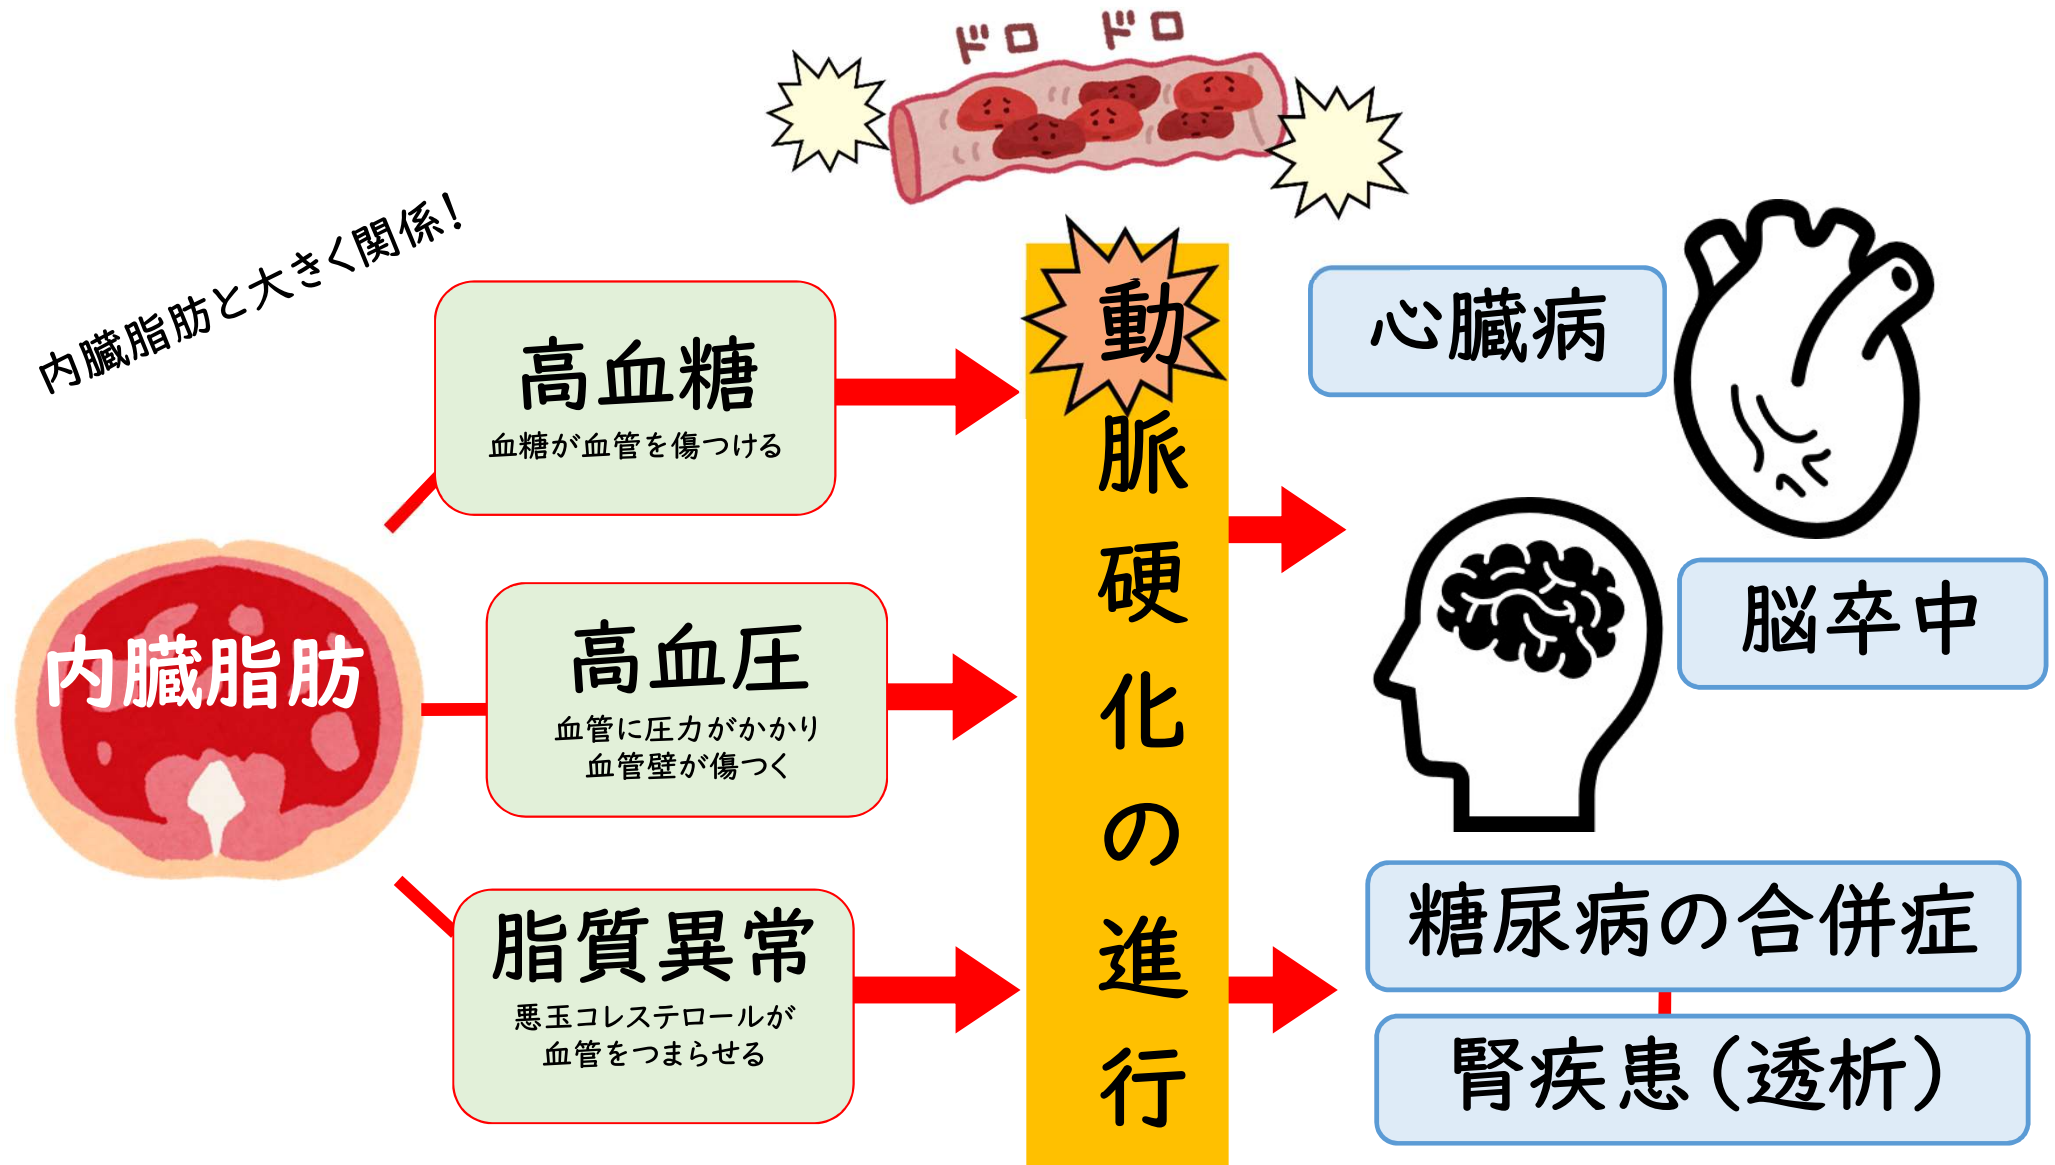 ドロ ドロ
内臓脂肪と大きく関係!
内臓脂肪
高血糖
血糖が血管を傷つける
高血圧
血管に圧力がかかり
血管壁が傷つく
脂質異常
悪玉コレステロールが
血管をつまらせる
動脈硬化の進行
心臓病
脳卒中
糖尿病の合併症
腎疾患(透析)